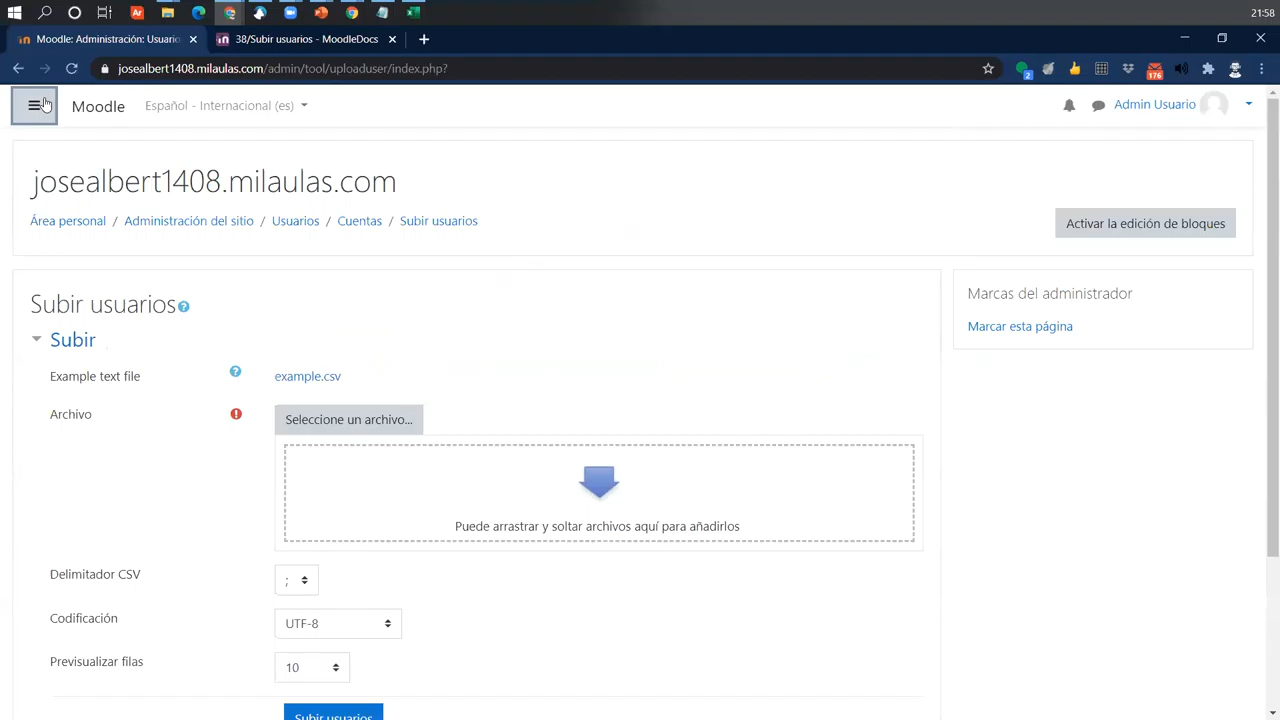 21:58
Moodle: Administración: Usuario
38/Subir usuarios - MoodleDocs
josealbert1408.milaulas.com/admin/tool/uploaduser/index.php?
2
176
Moodle
Español - Internacional (es)
Admin Usuario
josealbert1408.milaulas.com
Área personal / Administración del sitio / Usuarios / Cuentas / Subir usuarios
Activar la edición de bloques
Subir usuarios
Marcas del administrador
Marcar esta página
Subir
Example text file
example.csv
Archivo
Seleccione un archivo...
Puede arrastrar y soltar archivos aquí para añadirlos
Delimitador CSV
;
Codificación
UTF-8
Previsualizar filas
10
Subir usuarios